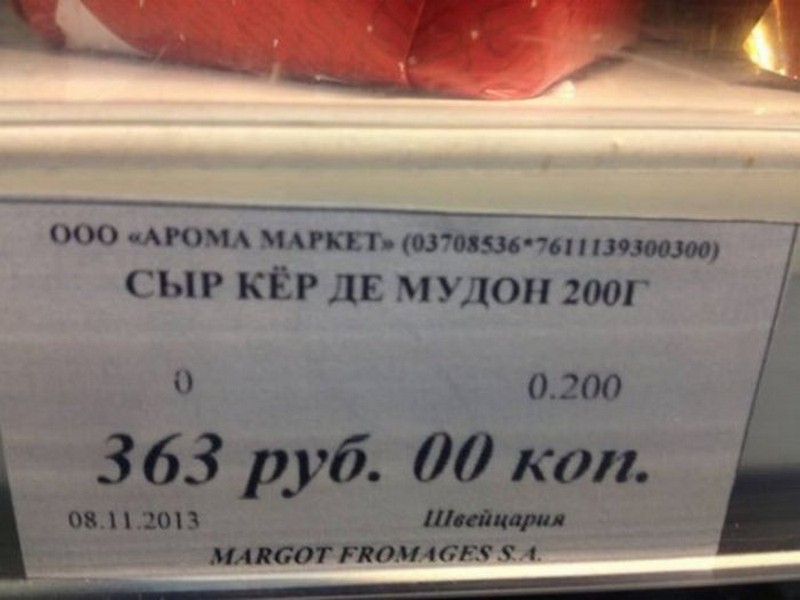 ООО «АРОМА МАРКЕТ» (03708536*7611139300300)
СЫР КЁР ДЕ МУДОН 200Г
0 0.200
363 руб. 00 коп.
08.11.2013 Швейцария
MARGOT FROMAGES S.A.